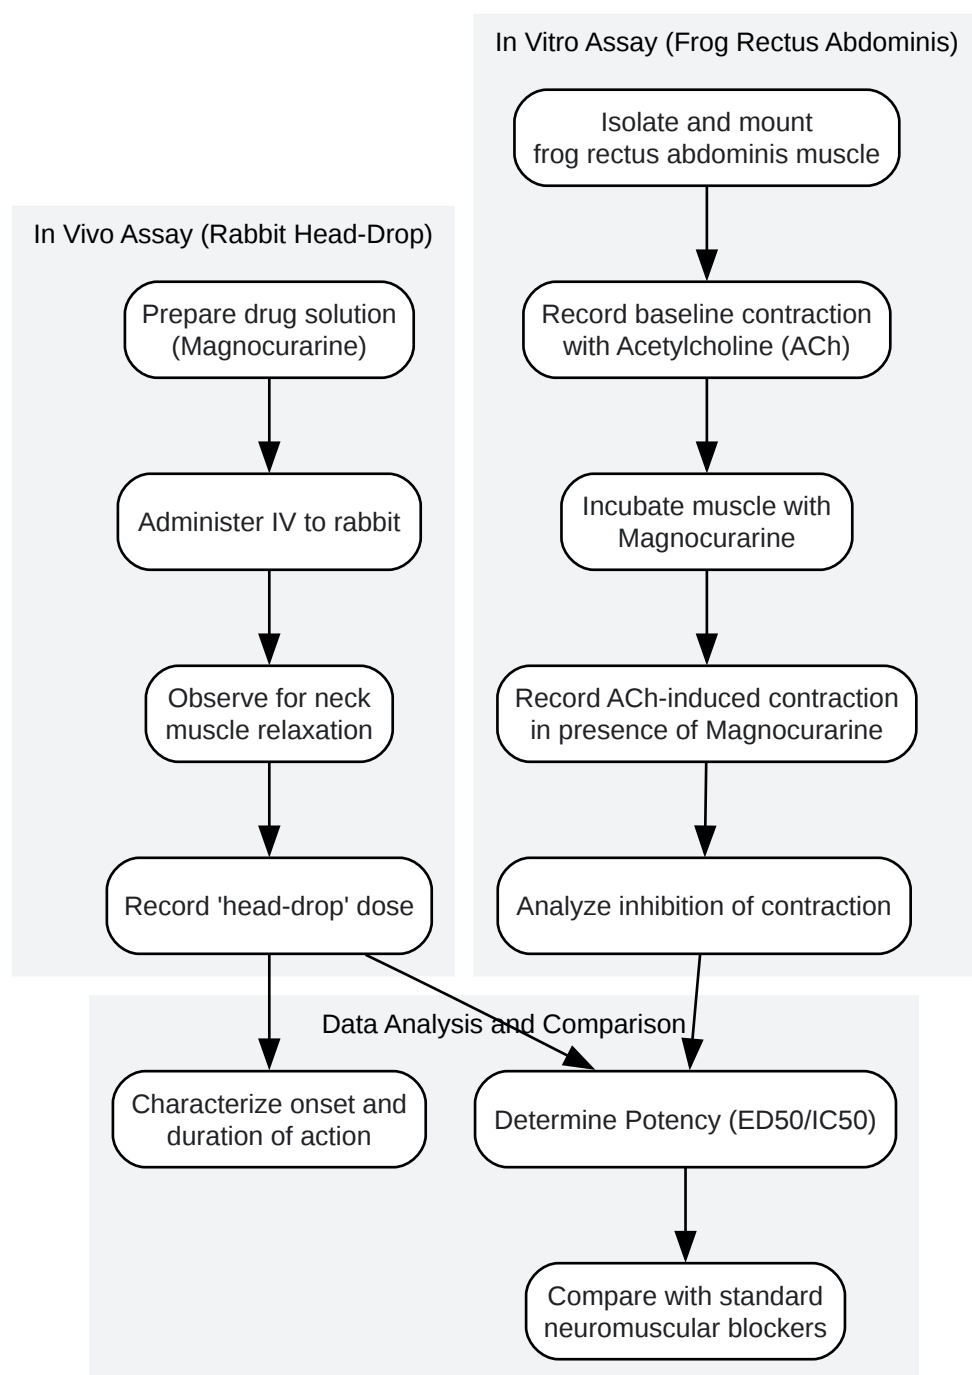 In Vitro Assay (Frog Rectus Abdominis)
Isolate and mount
frog rectus abdominis muscle
Record baseline contraction
with Acetylcholine (ACh)
Incubate muscle with
Magnocurarine
Record ACh-induced contraction
in presence of Magnocurarine
Analyze inhibition of contraction
In Vivo Assay (Rabbit Head-Drop)
Prepare drug solution
(Magnocurarine)
Administer IV to rabbit
Observe for neck
muscle relaxation
Record 'head-drop' dose
Data Analysis and Comparison
Characterize onset and
duration of action
Determine Potency (ED50/IC50)
Compare with standard
neuromuscular blockers